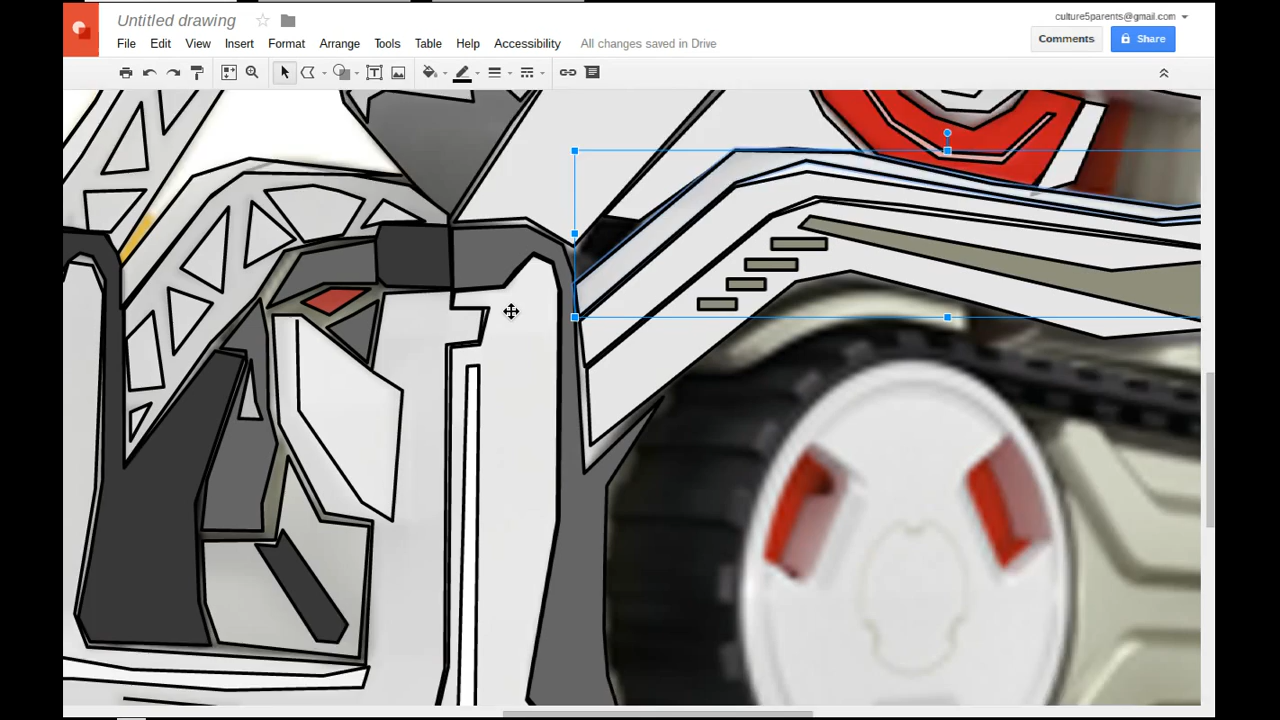 Untitled drawing
culture5parents@gmail.com
File Edit View Insert Format Arrange Tools Table Help Accessibility All changes saved in Drive
Comments Share